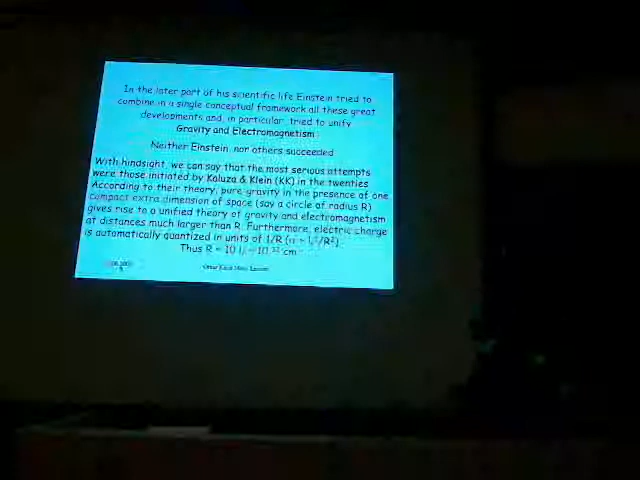 In the later part of his scientific life Einstein tried to
combine in a single conceptual framework all these great
developments and, in particular, tried to unify
Gravity and Electromagnetism
Neither Einstein nor others succeeded
With hindsight, we can say that the most serious attempts
were those initiated by Kaluza & Klein (KK) in the twenties
According to their theory, pure gravity in the presence of one
compact extra dimension of space (say a circle of radius R)
gives rise to a unified theory of gravity and electromagnetism
at distances much larger than R. Furthermore, electric charge
is automatically quantized in units of 1/R
Thus R ~ 10 cm